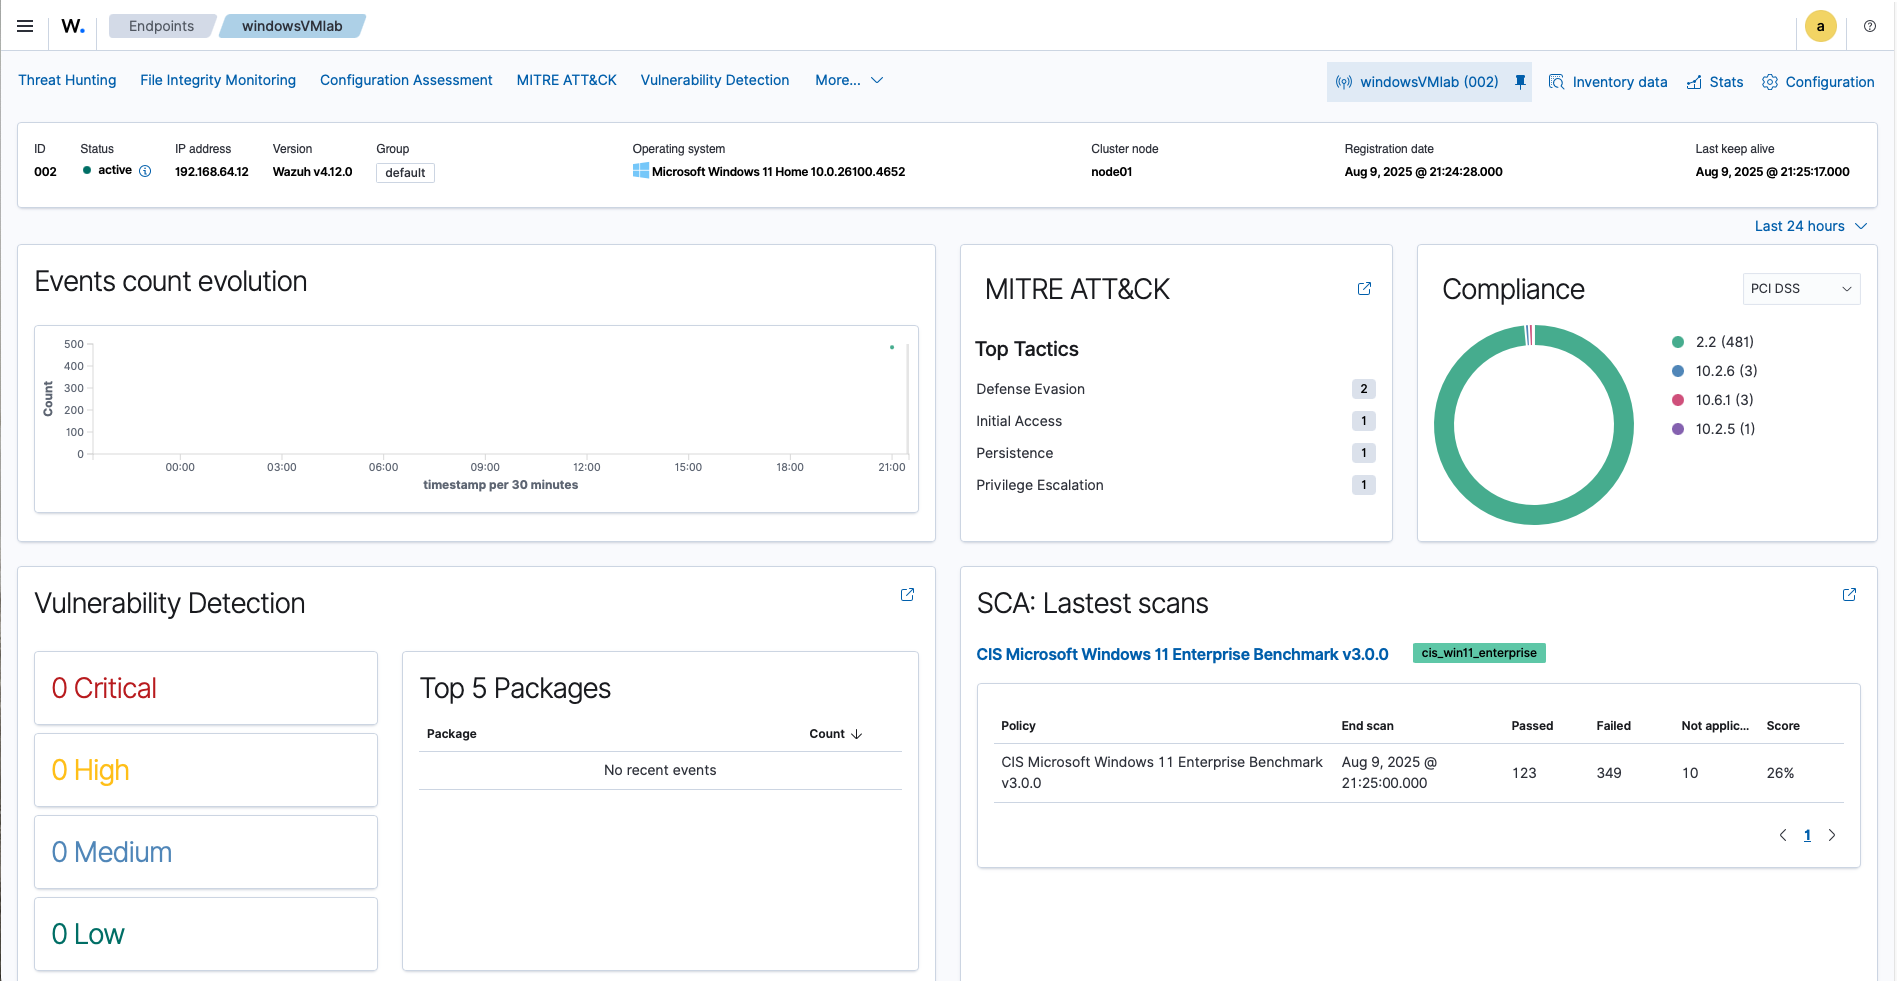 W.
Endpoints
windowsVMlab
a
Threat Hunting
File Integrity Monitoring
Configuration Assessment
MITRE ATT&CK
Vulnerability Detection
More...
windowsVMlab (002)
Inventory data
Stats
Configuration
ID
Status
IP address
Version
Group
Operating system
Cluster node
Registration date
Last keep alive
002
active
192.168.64.12
Wazuh v4.12.0
default
Microsoft Windows 11 Home 10.0.26100.4652
node01
Aug 9, 2025 @ 21:24:28.000
Aug 9, 2025 @ 21:25:17.000
Last 24 hours
Events count evolution
Count
500
400
300
200
100
0
00:00
03:00
06:00
09:00
12:00
15:00
18:00
21:00
timestamp per 30 minutes
MITRE ATT&CK
Top Tactics
Defense Evasion 2
Initial Access 1
Persistence 1
Privilege Escalation 1
Compliance
PCI DSS
2.2 (481)
10.2.6 (3)
10.6.1 (3)
10.2.5 (1)
Vulnerability Detection
0 Critical
0 High
0 Medium
0 Low
Top 5 Packages
Package Count
No recent events
SCA: Lastest scans
CIS Microsoft Windows 11 Enterprise Benchmark v3.0.0
cis_win11_enterprise
Policy
End scan
Passed
Failed
Not applic...
Score
CIS Microsoft Windows 11 Enterprise Benchmark
v3.0.0
Aug 9, 2025 @
21:25:00.000
123
349
10
26%
1